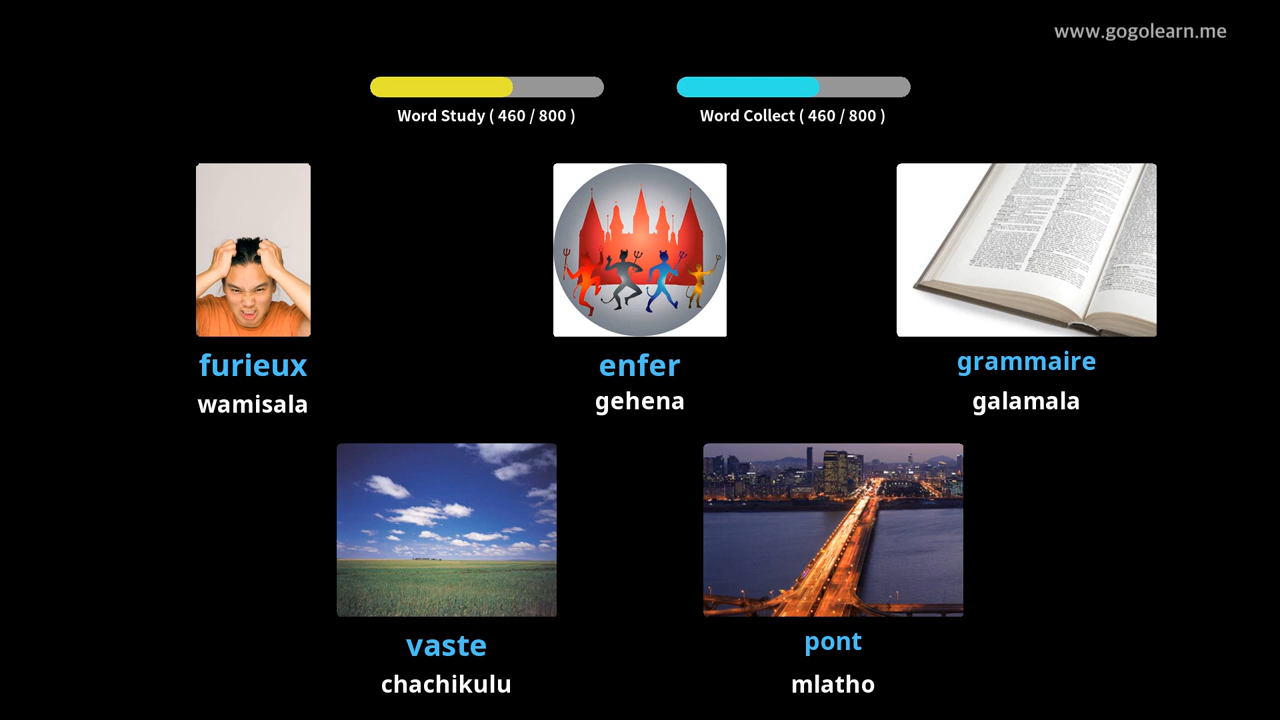 www.gogolearn.me
Word Study ( 460 / 800 )
Word Collect ( 460 / 800 )
furieux
wamisala
enfer
gehena
grammaire
galamala
vaste
chachikulu
pont
mlatho